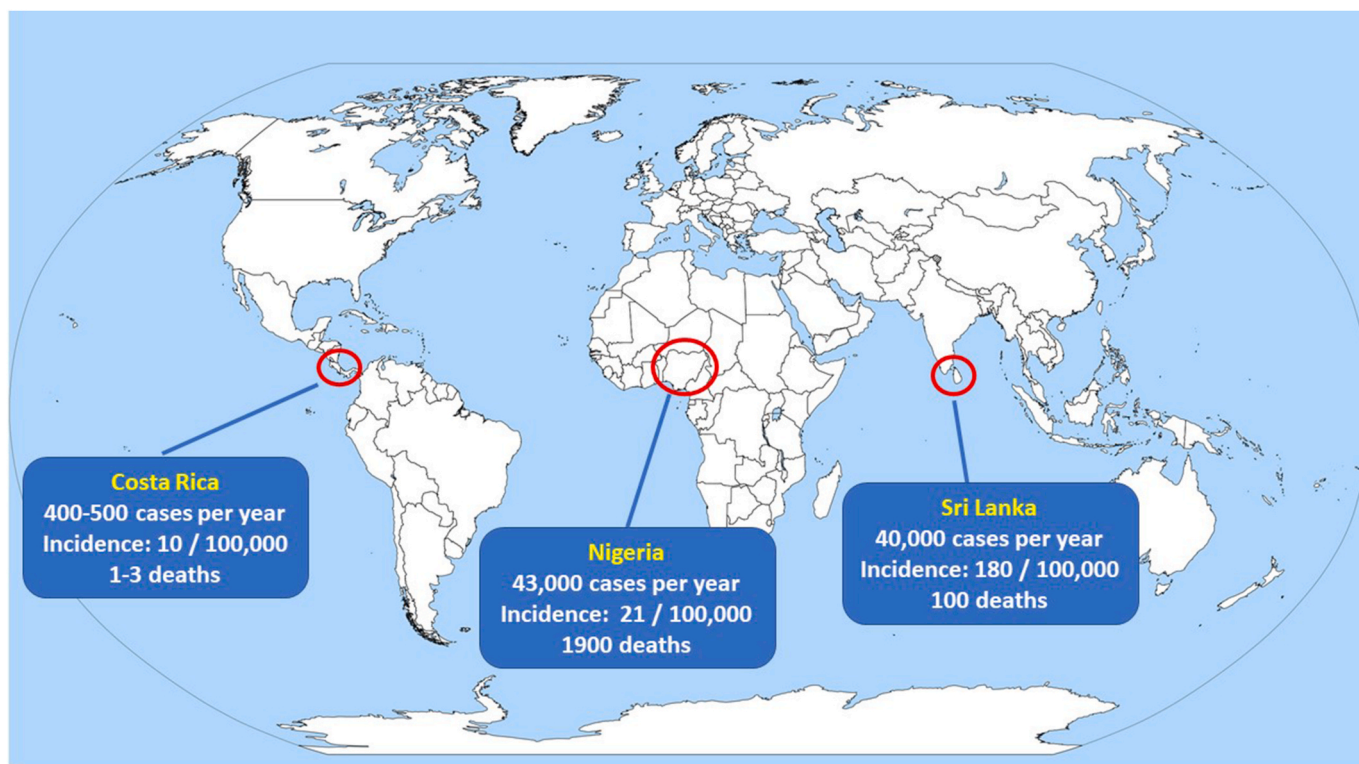 Costa Rica
400-500 cases per year
Incidence: 10 / 100,000
1-3 deaths
Nigeria
43,000 cases per year
Incidence:  21 / 100,000
1900 deaths
Sri Lanka
40,000 cases per year
Incidence: 180 / 100,000
100 deaths